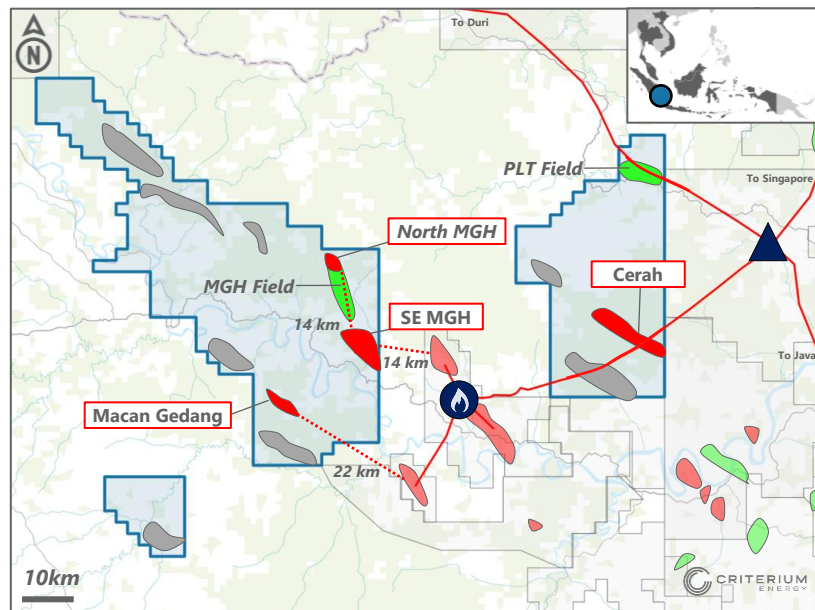 To Duri
N
PLT Field
To Singapore
North MGH
MGH Field
Cerah
14 km
SE MGH
14 km
To Java
Macan Gedang
22 km
10km
CRITERIUM
ENERGY